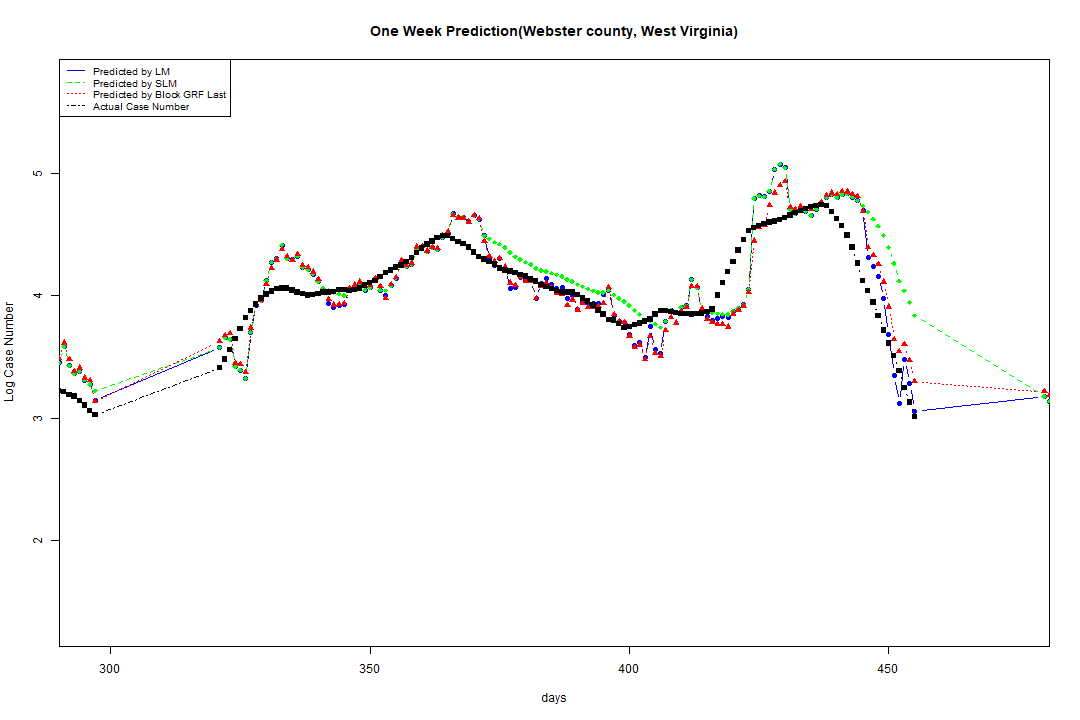 One Week Prediction(Webster county, West Virginia)
Predicted by LM
Predicted by SLM
Predicted by Block GRF Last
Actual Case Number
5
4
3
2
Log Case Number
300
350
400
450
days